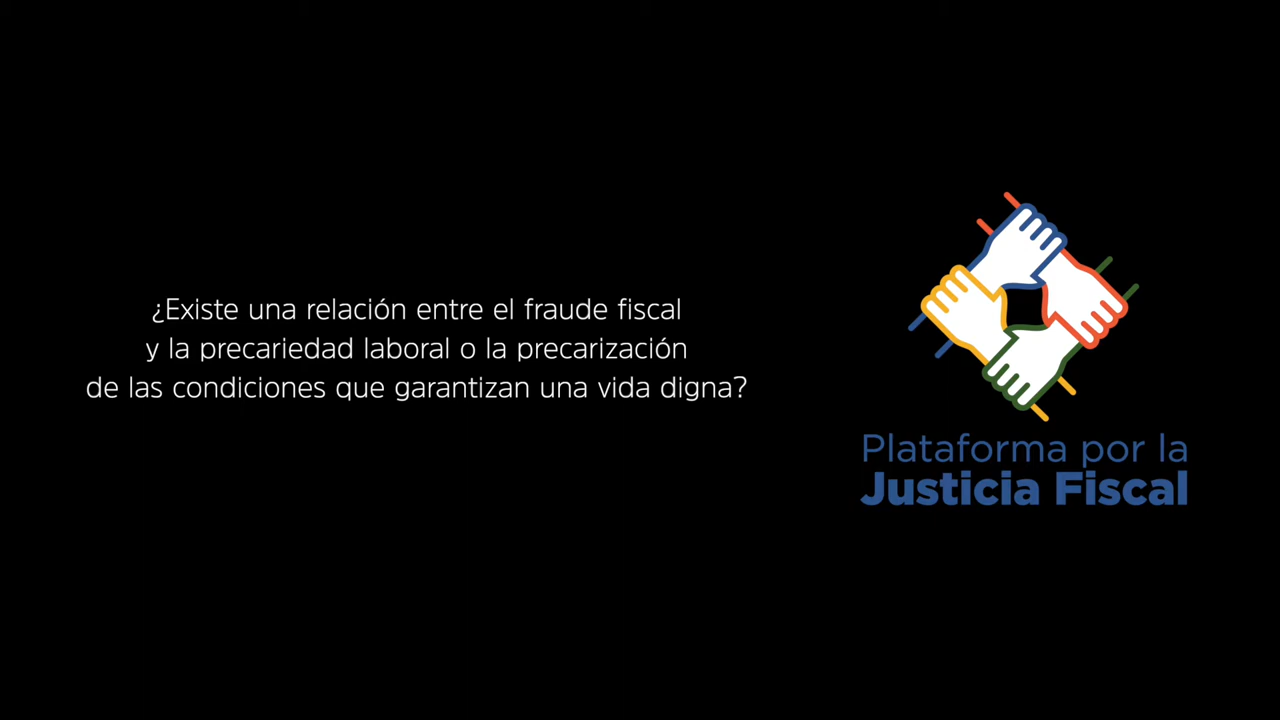 ¿Existe una relación entre el fraude fiscal
y la precariedad laboral o la precarización
de las condiciones que garantizan una vida digna?
Plataforma por la
Justicia Fiscal